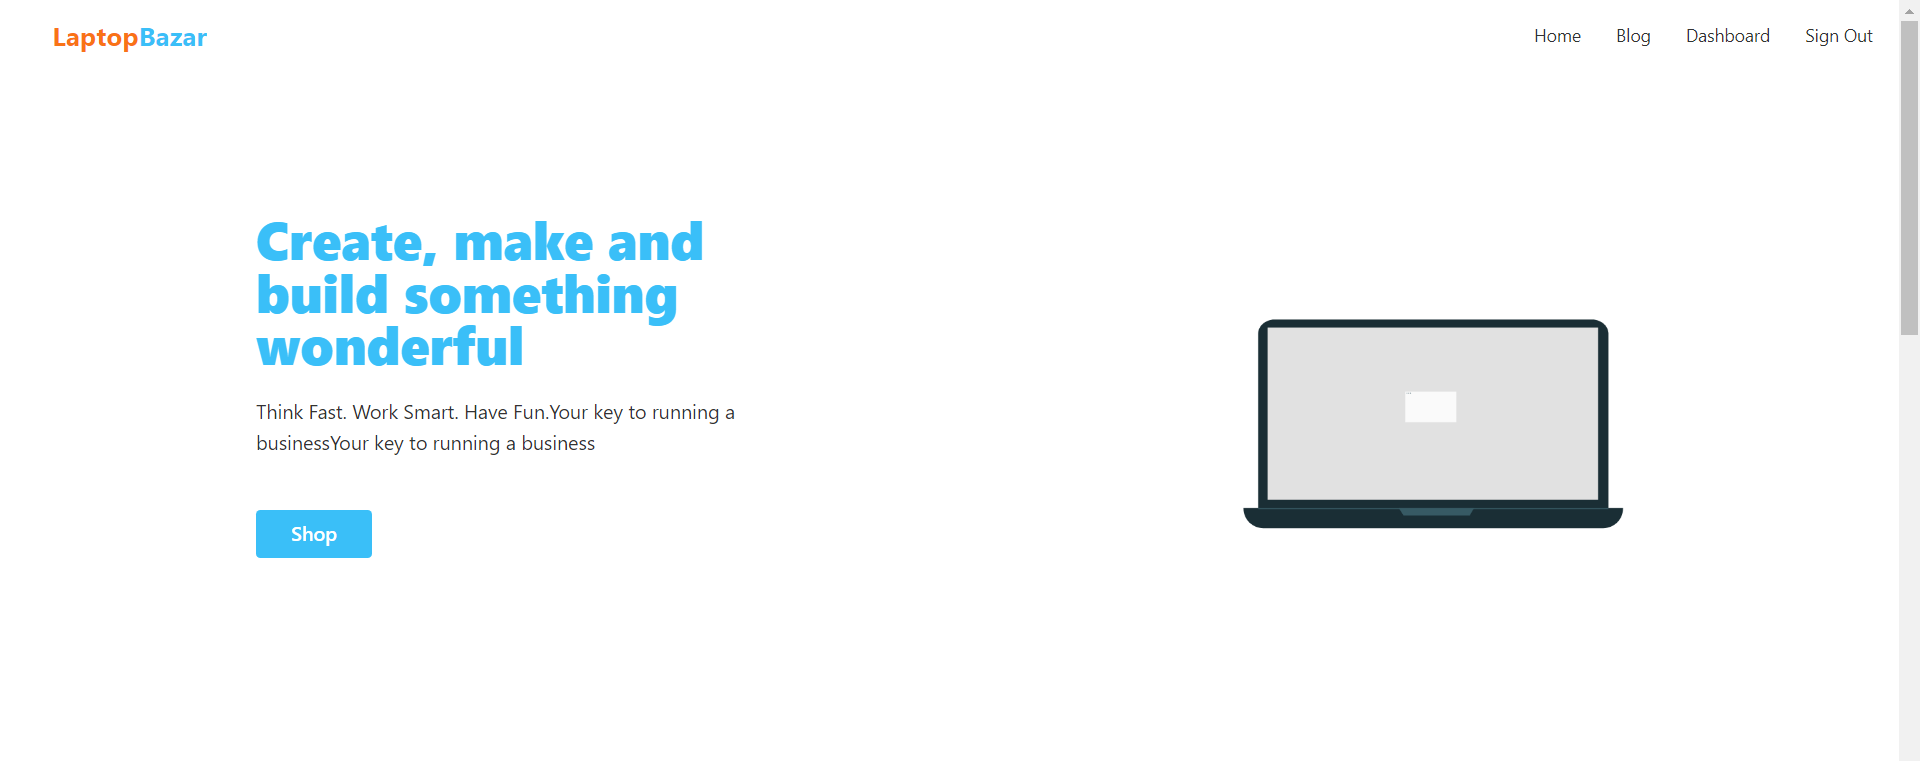 LaptopBazar
Home Blog Dashboard Sign Out
Create, make and
build something
wonderful
Think Fast. Work Smart. Have Fun.Your key to running a
businessYour key to running a business
Shop